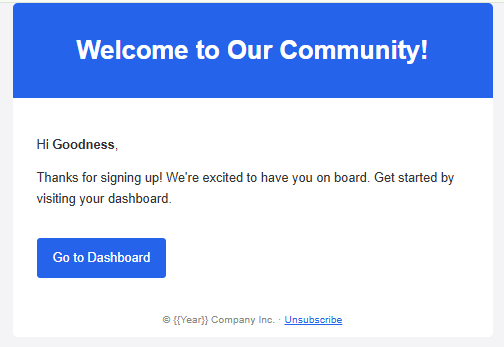 Welcome to Our Community!
Hi Goodness,
Thanks for signing up! We're excited to have you on board. Get started by
visiting your dashboard.
Go to Dashboard
© {{Year}} Company Inc. · Unsubscribe